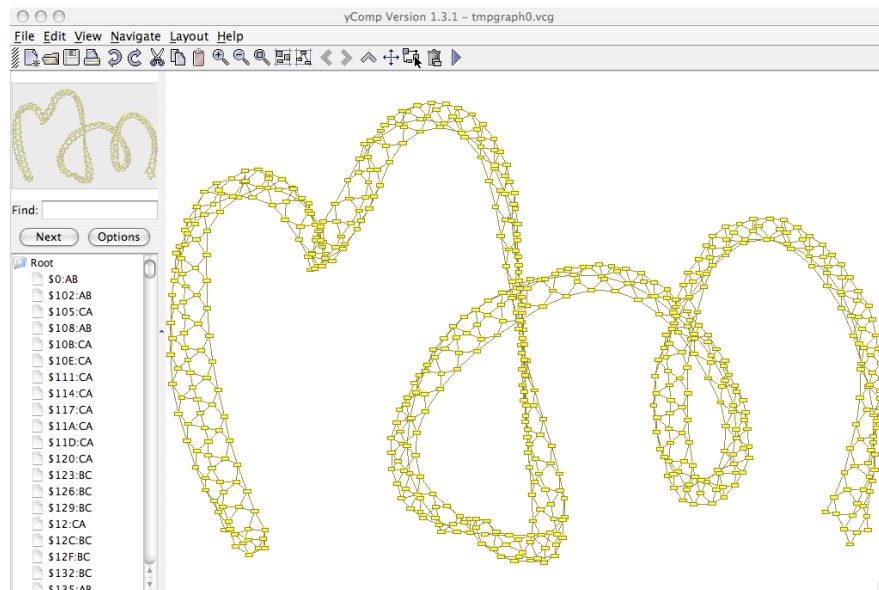 yComp Version 1.3.1 - tmpgraph0.vcg
File Edit View Navigate Layout Help
Find:
Next Options
Root
$0:AB
$102:AB
$105:CA
$108:AB
$10B:CA
$10E:CA
$111:CA
$114:CA
$117:CA
$11A:CA
$11D:CA
$120:CA
$123:BC
$126:BC
$129:BC
$12:CA
$12C:BC
$12F:BC
$132:BC
$135:AB